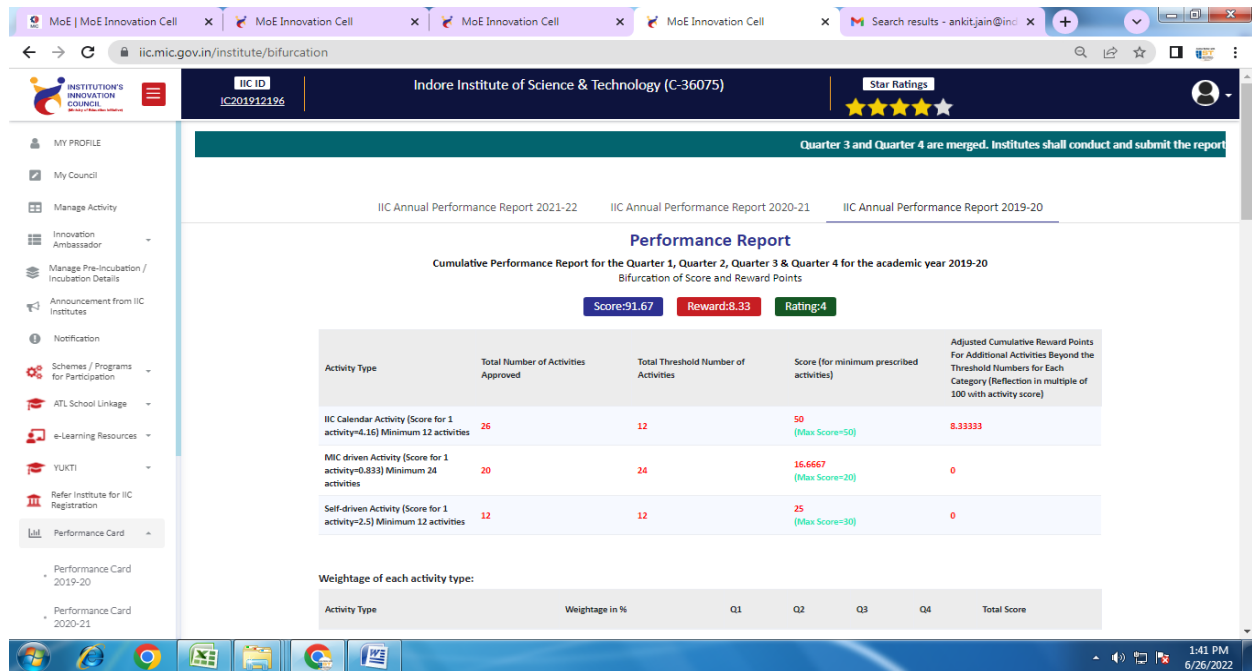 MoE | MoE Innovation Cell
MoE Innovation Cell
MoE Innovation Cell
MoE Innovation Cell
Search results - ankit.jain@ind
iic.mic.gov.in/institute/bifurcation
INSTITUTION'S
INNOVATION
COUNCIL
IIC ID
IC201912196
Indore Institute of Science & Technology (C-36075)
Star Ratings
Quarter 3 and Quarter 4 are merged. Institutes shall conduct and submit the report
MY PROFILE
My Council
Manage Activity
Innovation
Ambassador
Manage Pre-Incubation /
Incubation Details
Announcement from IIC
Institutes
Notification
Schemes / Programs
for Participation
ATL School Linkage
e-Learning Resources
YUKTI
Refer Institute for IIC
Registration
Performance Card
Performance Card
2019-20
Performance Card
2020-21
IIC Annual Performance Report 2021-22 IIC Annual Performance Report 2020-21 IIC Annual Performance Report 2019-20
Performance Report
Cumulative Performance Report for the Quarter 1, Quarter 2, Quarter 3 & Quarter 4 for the academic year 2019-20
Bifurcation of Score and Reward Points
Score:91.67 Reward:8.33 Rating:4
Activity Type
Total Number of Activities
Approved
Total Threshold Number of
Activities
Score (for minimum prescribed
activities)
Adjusted Cumulative Reward Points
For Additional Activities Beyond the
Threshold Numbers for Each
Category (Reflection in multiple of
100 with activity score)
IIC Calendar Activity (Score for 1
activity=4.16) Minimum 12 activities
26
12
50
(Max Score=50)
8.33333
MIC driven Activity (Score for 1
activity=0.833) Minimum 24
activities
20
24
16.6667
(Max Score=20)
0
Self-driven Activity (Score for 1
activity=2.5) Minimum 12 activities
12
12
25
(Max Score=30)
0
Weightage of each activity type:
Activity Type Weightage in % Q1 Q2 Q3 Q4 Total Score
1:41 PM
6/26/2022